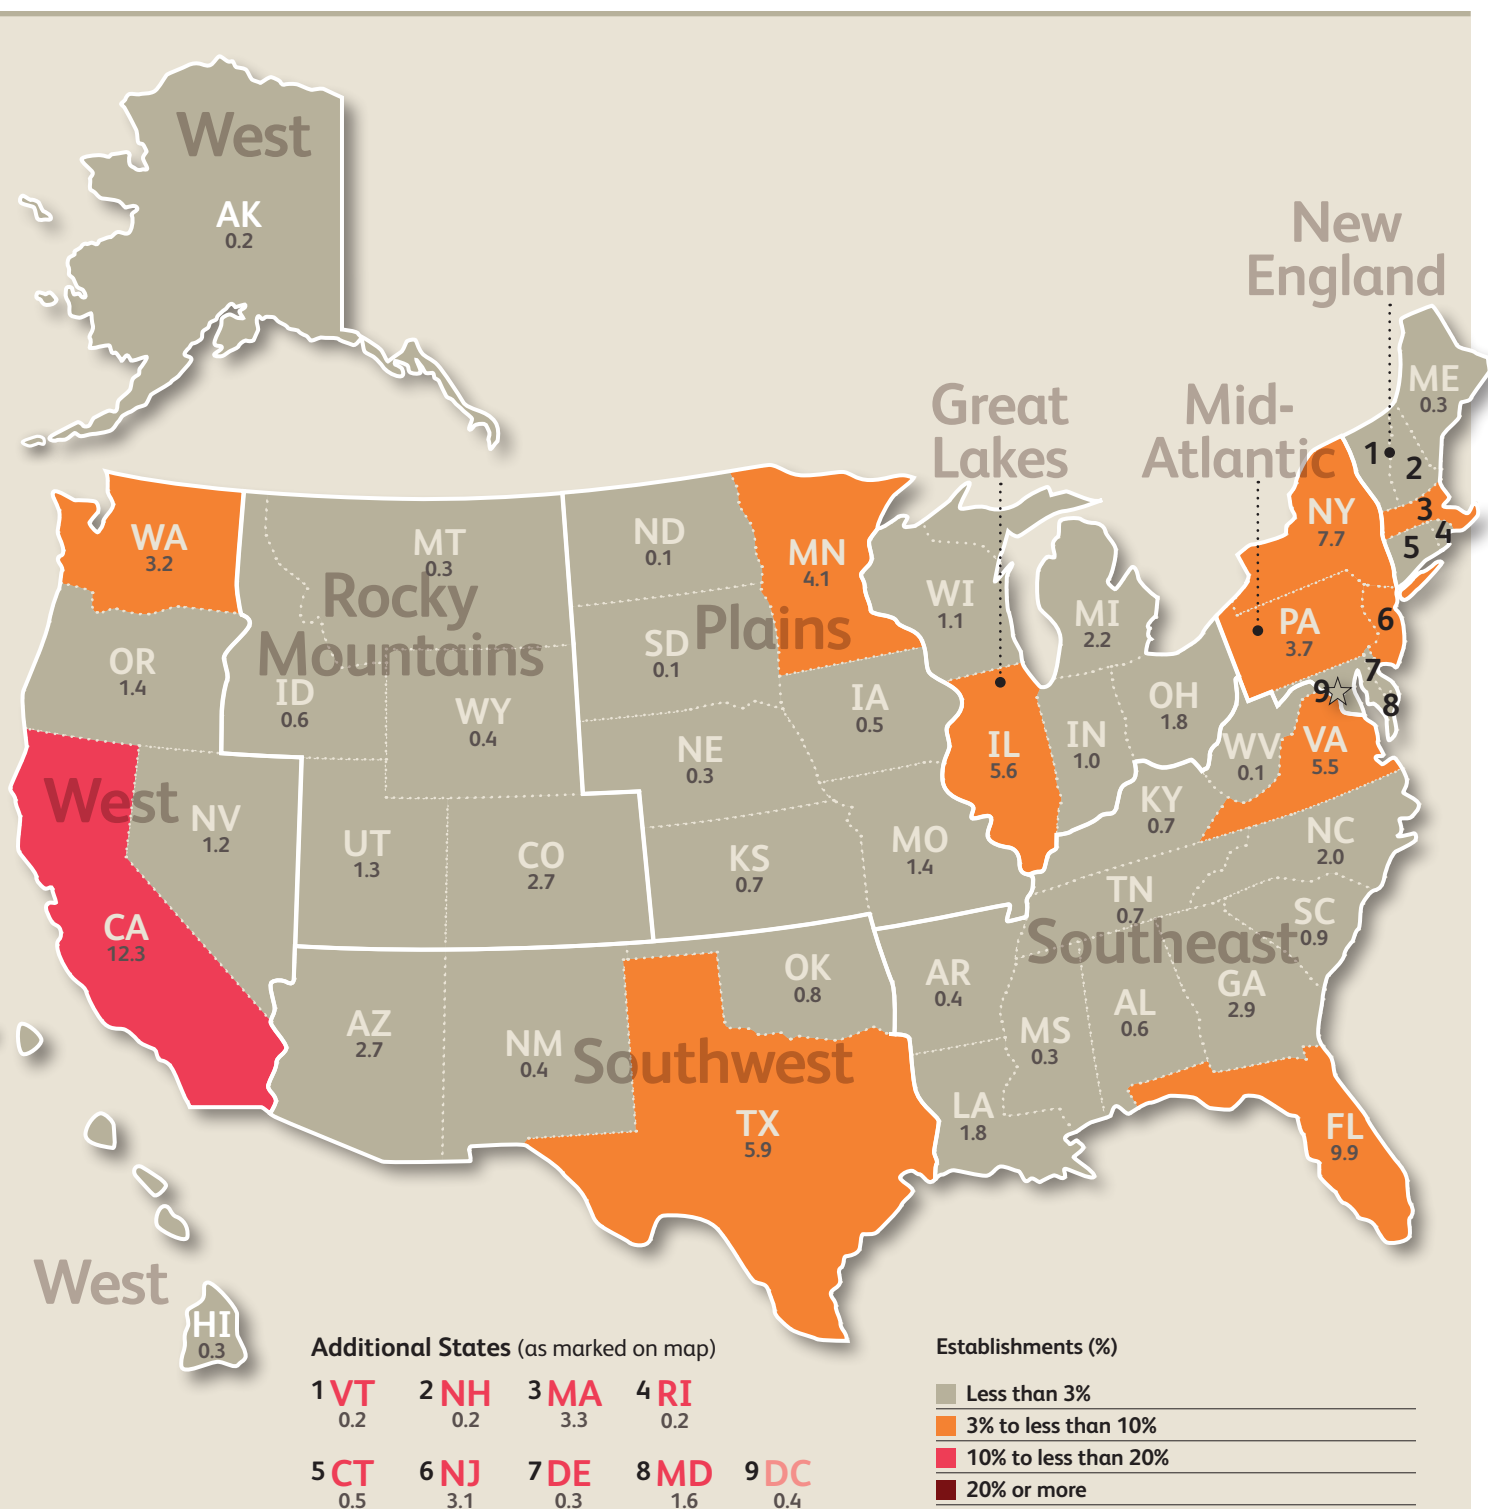 West
AK
0.2
New
England
ME
0.3
Great
Lakes
Mid-
Atlantic
1
2
3
4
5
NY
7.7
WA
3.2
MT
0.3
ND
0.1
MN
4.1
Rocky
Mountains
Plains
WI
1.1
MI
2.2
PA
3.7
6
7
8
9
OR
1.4
ID
0.6
WY
0.4
SD
0.1
IA
0.5
NE
0.3
IL
5.6
IN
1.0
OH
1.8
WV
0.1
VA
5.5
West
NV
1.2
UT
1.3
CO
2.7
KS
0.7
MO
1.4
KY
0.7
NC
2.0
CA
12.3
TN
0.7
SC
0.9
Southeast
AZ
2.7
NM
0.4
OK
0.8
AR
0.4
MS
0.3
AL
0.6
GA
2.9
Southwest
TX
5.9
LA
1.8
FL
9.9
West
HI
0.3
Additional States (as marked on map)
1 VT 2 NH 3 MA 4 RI
0.2 0.2 3.3 0.2
5 CT 6 NJ 7 DE 8 MD 9 DC
0.5 3.1 0.3 1.6 0.4
Establishments (%)
Less than 3%
3% to less than 10%
10% to less than 20%
20% or more